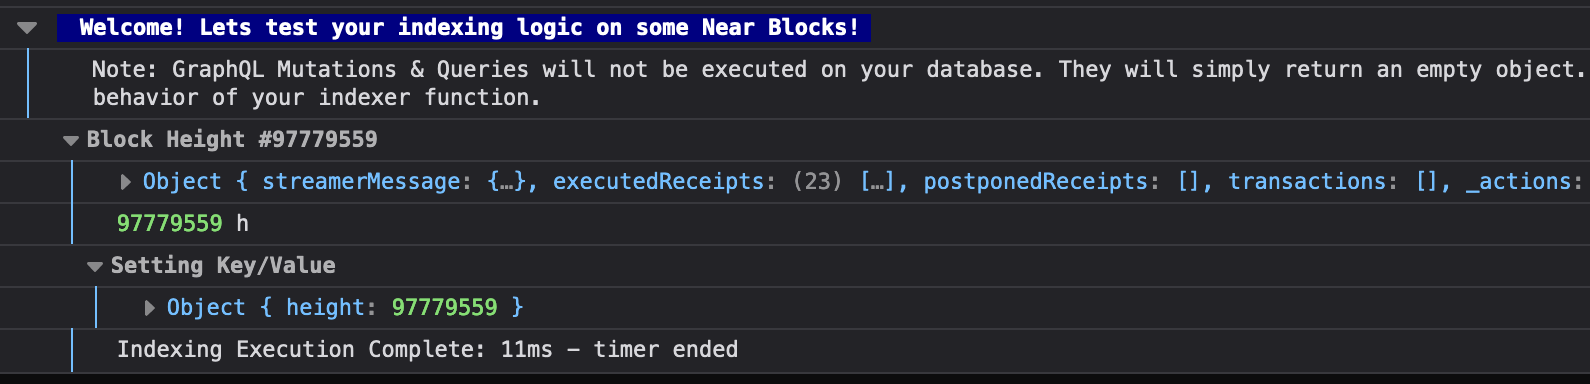 Welcome! Lets test your indexing logic on some Near Blocks!
Note: GraphQL Mutations & Queries will not be executed on your database. They will simply return an empty object.
behavior of your indexer function.
Block Height #97779559
Object { streamerMessage: {…}, executedReceipts: (23) […], postponedReceipts: [], transactions: [], _actions:
97779559 h
Setting Key/Value
Object { height: 97779559 }
Indexing Execution Complete: 11ms – timer ended